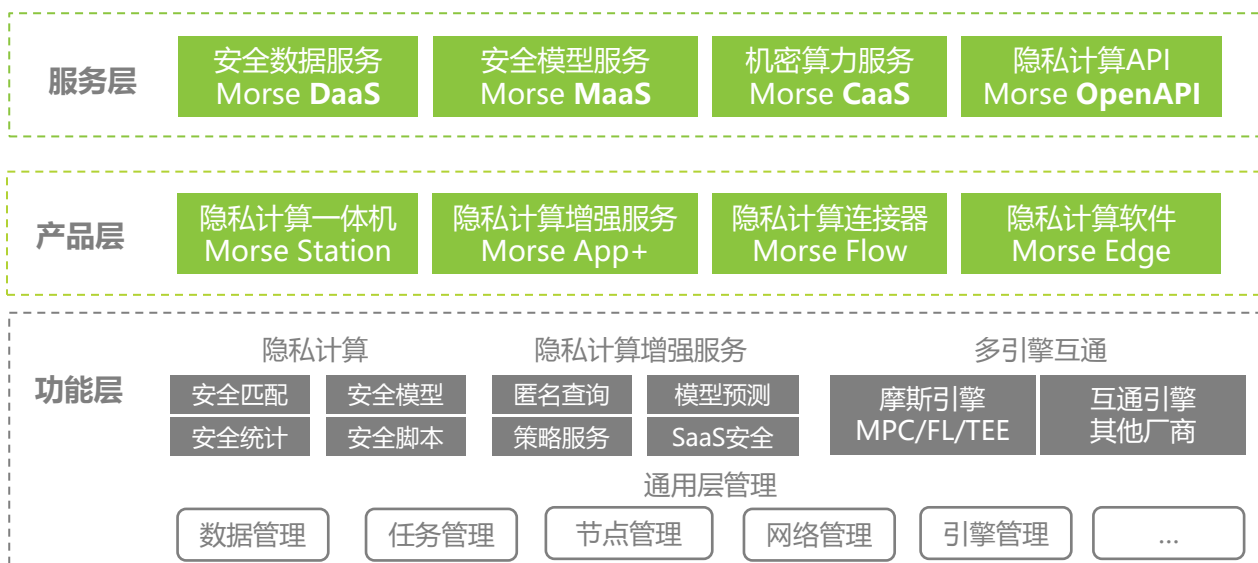 服务层
安全数据服务
Morse DaaS
安全模型服务
Morse MaaS
机密算力服务
Morse CaaS
隐私计算API
Morse OpenAPI
产品层
隐私计算一体机
Morse Station
隐私计算增强服务
Morse App+
隐私计算连接器
Morse Flow
隐私计算软件
Morse Edge
功能层
隐私计算
安全匹配
安全模型
安全统计
安全脚本
隐私计算增强服务
匿名查询
模型预测
策略服务
SaaS安全
多引擎互通
摩斯引擎
MPC/FL/TEE
互通引擎
其他厂商
通用层管理
数据管理
任务管理
节点管理
网络管理
引擎管理
...